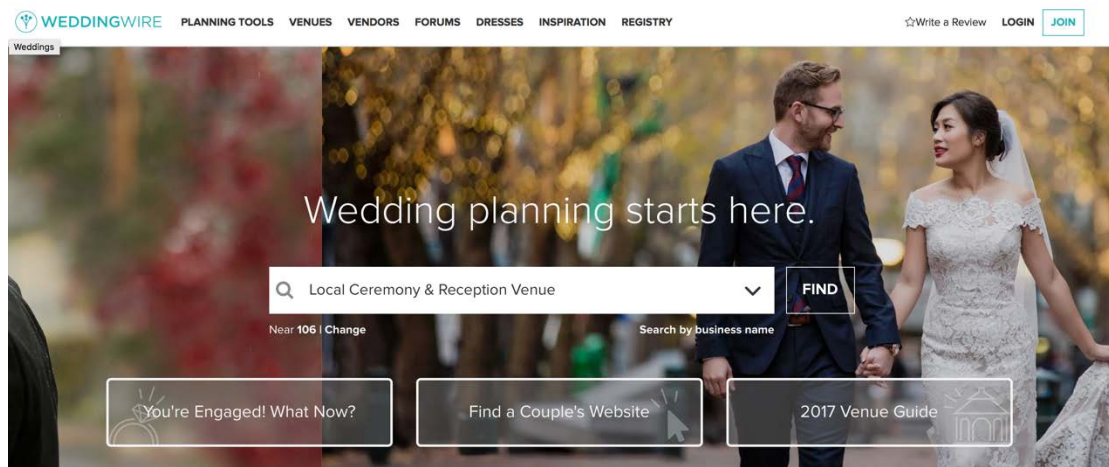 WEDDINGWIRE PLANNING TOOLS VENUES VENDORS FORUMS DRESSES INSPIRATION REGISTRY Write a Review LOGIN JOIN
Weddings
Wedding planning starts here.
Local Ceremony & Reception Venue FIND
Near 106 | Change Search by business name
You're Engaged! What Now? Find a Couple's Website 2017 Venue Guide